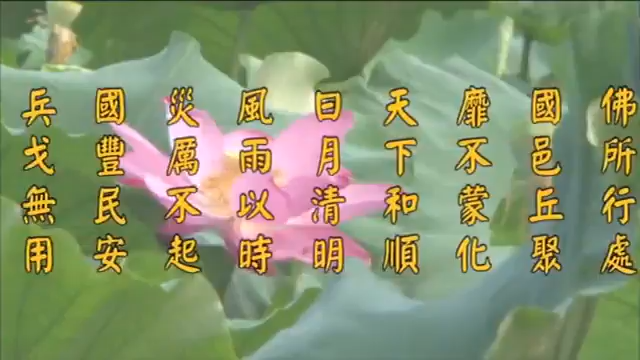 佛所行處
國邑丘聚
靡不蒙化
天下和順
日月清明
風雨以時
災厲不起
國豐民安
兵戈無用